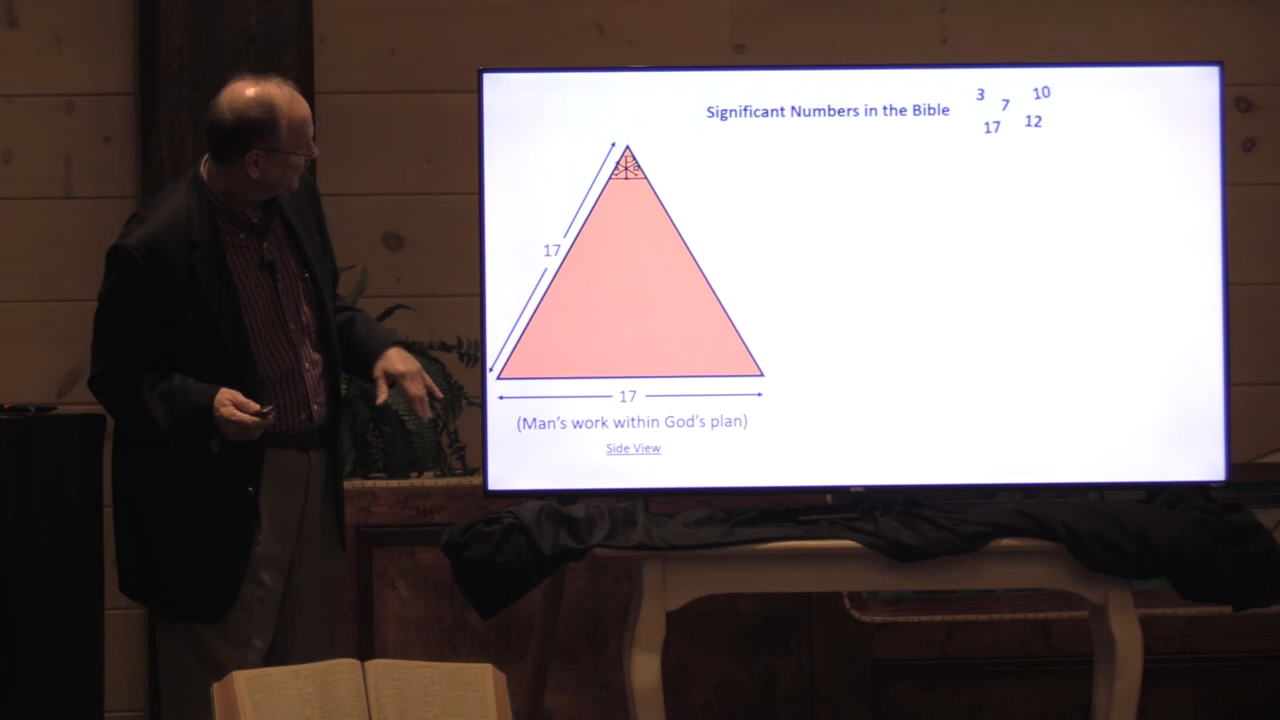 Significant Numbers in the Bible
3
7
10
17
12
17
17
(Man's work within God's plan)
Side View